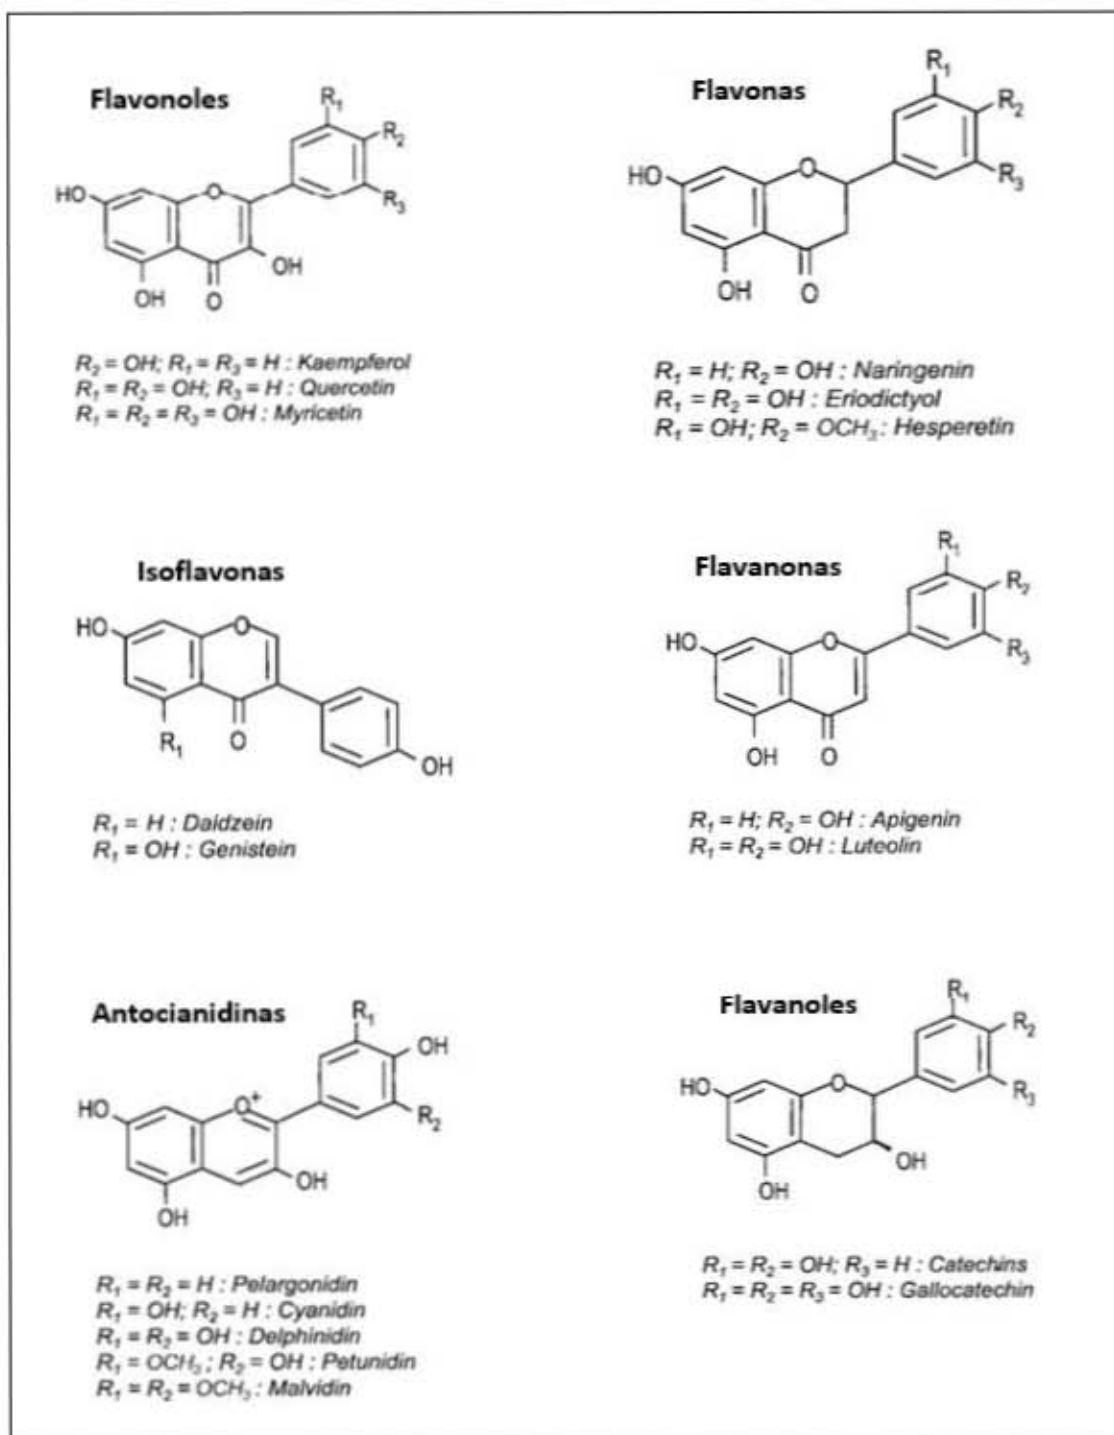 Flavonoles
R₁
R₂
R₃
HO
O
OH
OH
O
R₂ = OH; R₁ = R₃ = H : Kaempferol
R₁ = R₂ = OH; R₃ = H : Quercetin
R₁ = R₂ = R₃ = OH : Myricetin
Flavonas
R₁
R₂
R₃
HO
O
OH
O
R₁ = H; R₂ = OH : Naringenin
R₁ = R₂ = OH : Eriodictyol
R₁ = OH; R₂ = OCH₃ : Hesperetin
Isoflavonas
HO
O
R₁
O
OH
R₁ = H : Daidzein
R₁ = OH : Genistein
Flavanonas
R₁
R₂
R₃
HO
O
OH
O
R₁ = H; R₂ = OH : Apigenin
R₁ = R₂ = OH : Luteolin
Antocianidinas
R₁
OH
R₂
HO
O⁺
OH
OH
R₁ = R₂ = H : Pelargonidin
R₁ = OH; R₂ = H : Cyanidin
R₁ = R₂ = OH : Delphinidin
R₁ = OCH₃ ; R₂ = OH : Petunidin
R₁ = R₂ = OCH₃ : Malvidin
Flavanoles
R₁
R₂
R₃
HO
O
OH
OH
R₁ = R₂ = OH; R₃ = H : Catechins
R₁ = R₂ = R₃ = OH : Gallocatechin